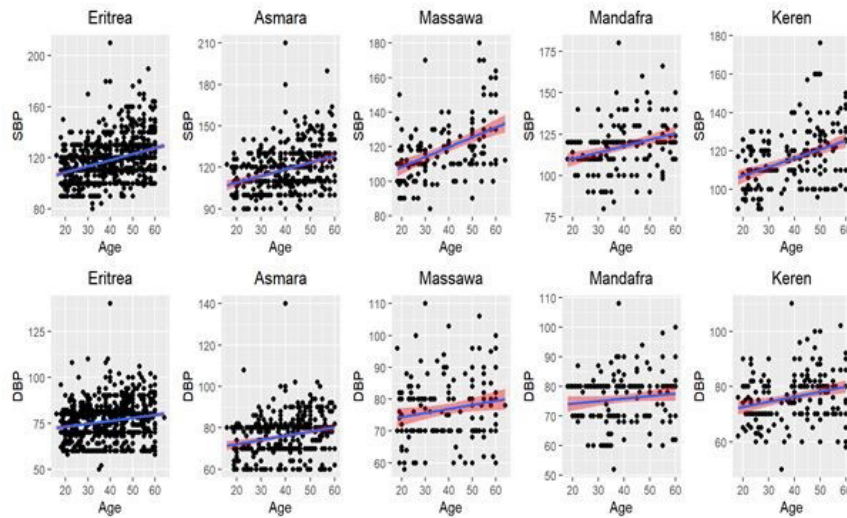 Eritrea Asmara Massawa Mandafra Keren
SBP 200 160 120 80
SBP 210 180 150 120 90
SBP 180 160 140 120 100 80
SBP 175 150 125 100 75
SBP 180 160 140 120 100
20 30 40 50 60 20 30 40 50 60 20 30 40 50 60 20 30 40 50 60 20 30 40 50 60
Age Age Age Age Age
Eritrea Asmara Massawa Mandafra Keren
DBP 125 100 75 50
DBP 140 120 100 80 60
DBP 110 100 90 80 70 60
DBP 110 100 90 80 70 60 50
DBP 100 80 60
20 30 40 50 60 20 30 40 50 60 20 30 40 50 60 20 30 40 50 60 20 30 40 50 60
Age Age Age Age Age